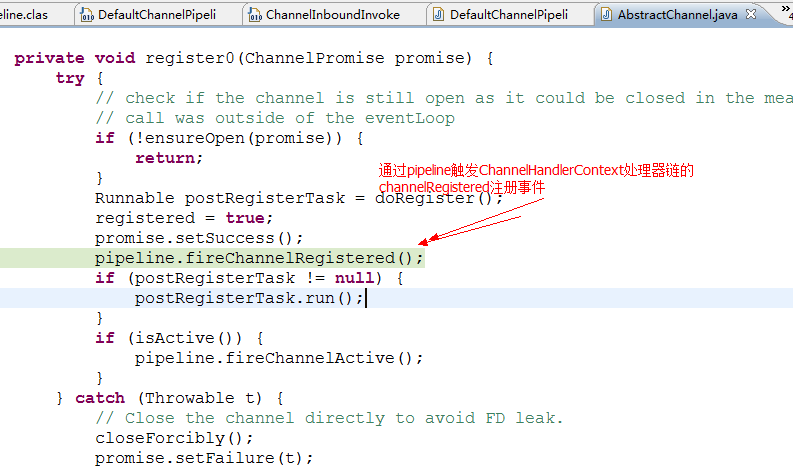 eline.clas DefaultChannelPipeli ChannelInboundInvoke DefaultChannelPipeli AbstractChannel.java
private void register0(ChannelPromise promise) {
try {
// check if the channel is still open as it could be closed in the mea
// call was outside of the eventLoop
if (!ensureOpen(promise)) {
return;
}
通过pipeline触发ChannelHandlerContext处理器链的
channelRegistered注册事件
Runnable postRegisterTask = doRegister();
registered = true;
promise.setSuccess();
pipeline.fireChannelRegistered();
if (postRegisterTask != null) {
postRegisterTask.run();
}
if (isActive()) {
pipeline.fireChannelActive();
}
} catch (Throwable t) {
// Close the channel directly to avoid FD leak.
closeForcibly();
promise.setFailure(t);